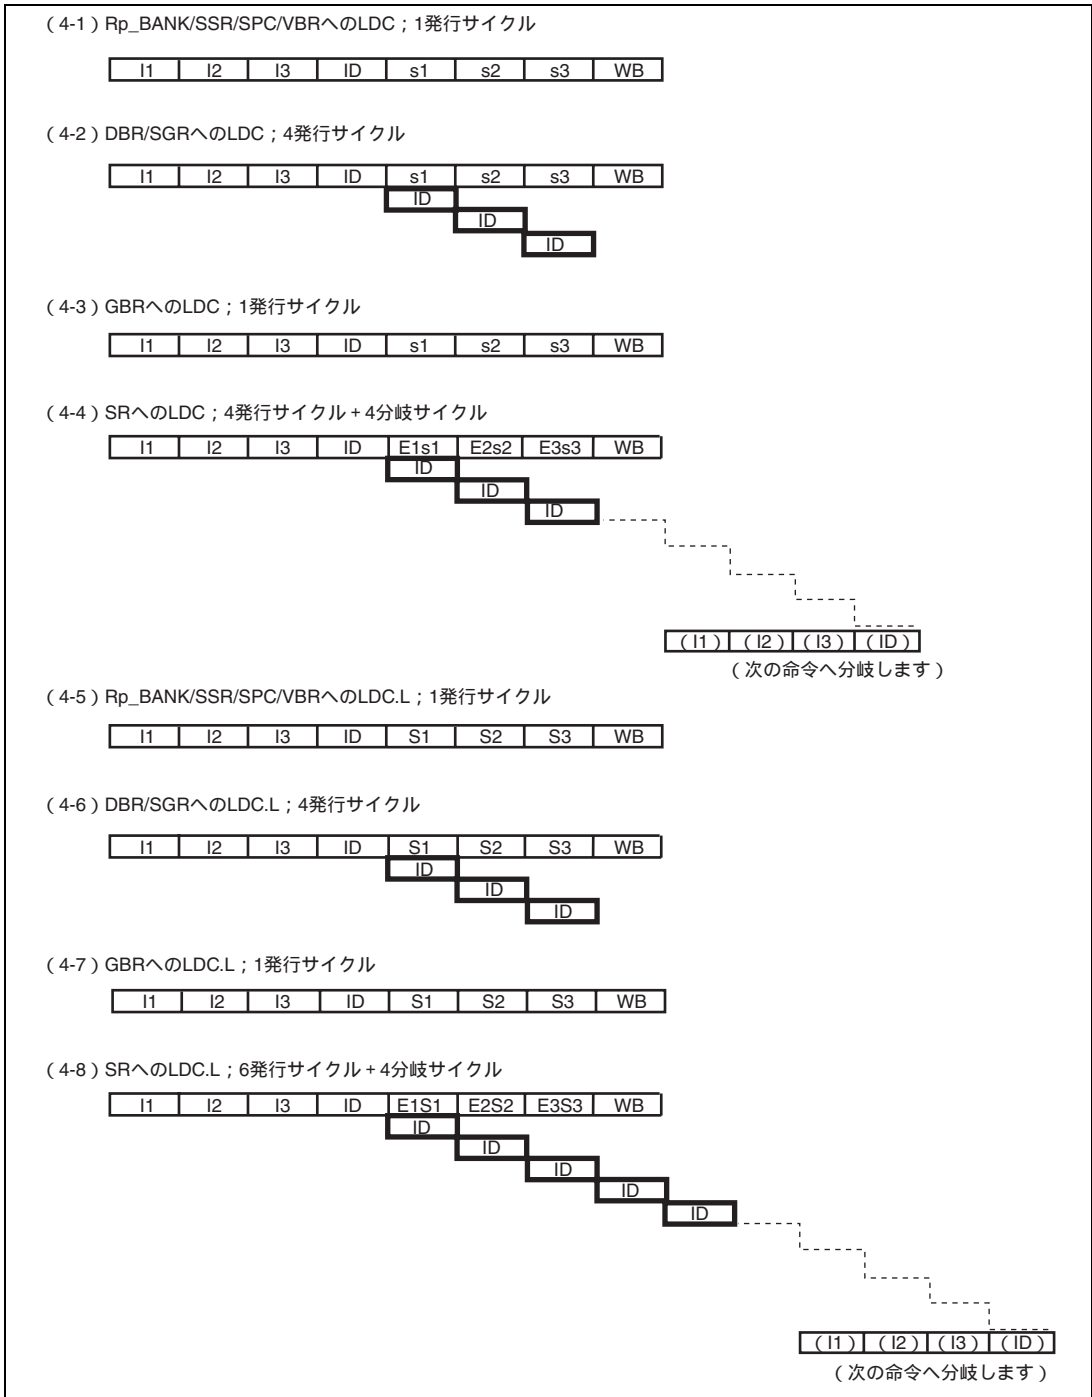 （4-1）Rp_BANK/SSR/SPC/VBRへのLDC；1発行サイクル
I1 I2 I3 ID s1 s2 s3 WB
（4-2）DBR/SGRへのLDC；4発行サイクル
I1 I2 I3 ID s1 s2 s3 WB
ID
ID
ID
（4-3）GBRへのLDC；1発行サイクル
I1 I2 I3 ID s1 s2 s3 WB
（4-4）SRへのLDC；4発行サイクル+4分岐サイクル
I1 I2 I3 ID E1s1 E2s2 E3s3 WB
ID
ID
ID
（I1）（I2）（I3）（ID）
（次の命令へ分岐します）
（4-5）Rp_BANK/SSR/SPC/VBRへのLDC.L；1発行サイクル
I1 I2 I3 ID S1 S2 S3 WB
（4-6）DBR/SGRへのLDC.L；4発行サイクル
I1 I2 I3 ID S1 S2 S3 WB
ID
ID
ID
（4-7）GBRへのLDC.L；1発行サイクル
I1 I2 I3 ID S1 S2 S3 WB
（4-8）SRへのLDC.L；6発行サイクル+4分岐サイクル
I1 I2 I3 ID E1S1 E2S2 E3S3 WB
ID
ID
ID
ID
ID
（I1）（I2）（I3）（ID）
（次の命令へ分岐します）